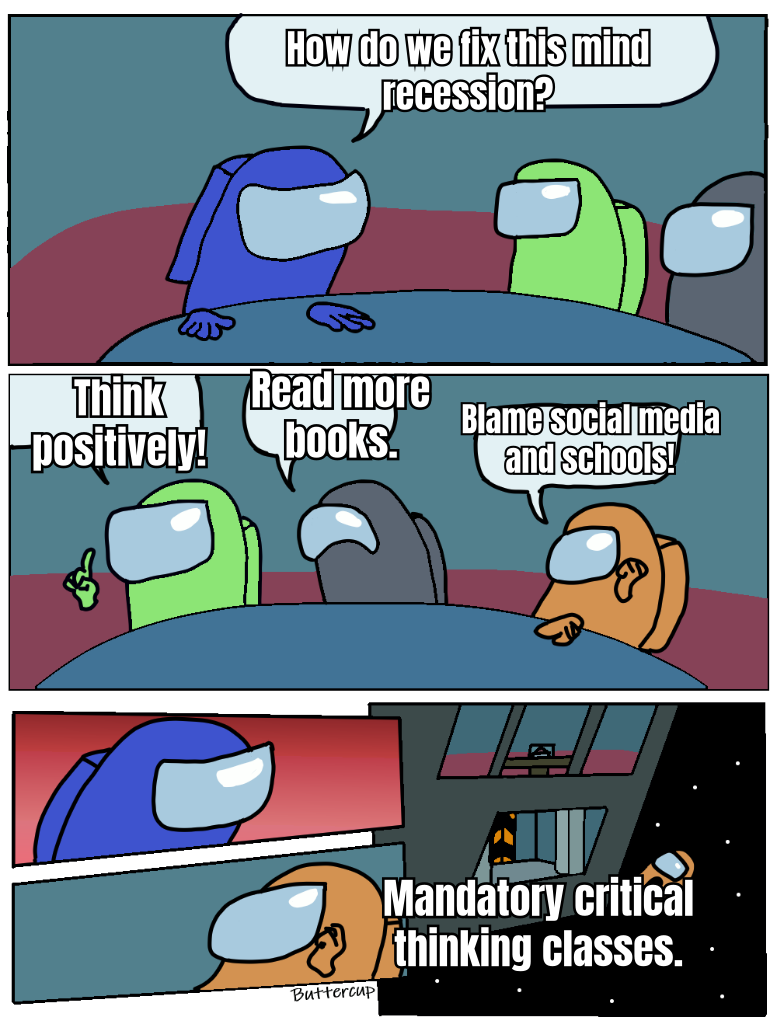 How do we fix this mind
recession?
Think
positively!
Read more
books.
Blame social media
and schools!
Mandatory critical
thinking classes.
Buttercup